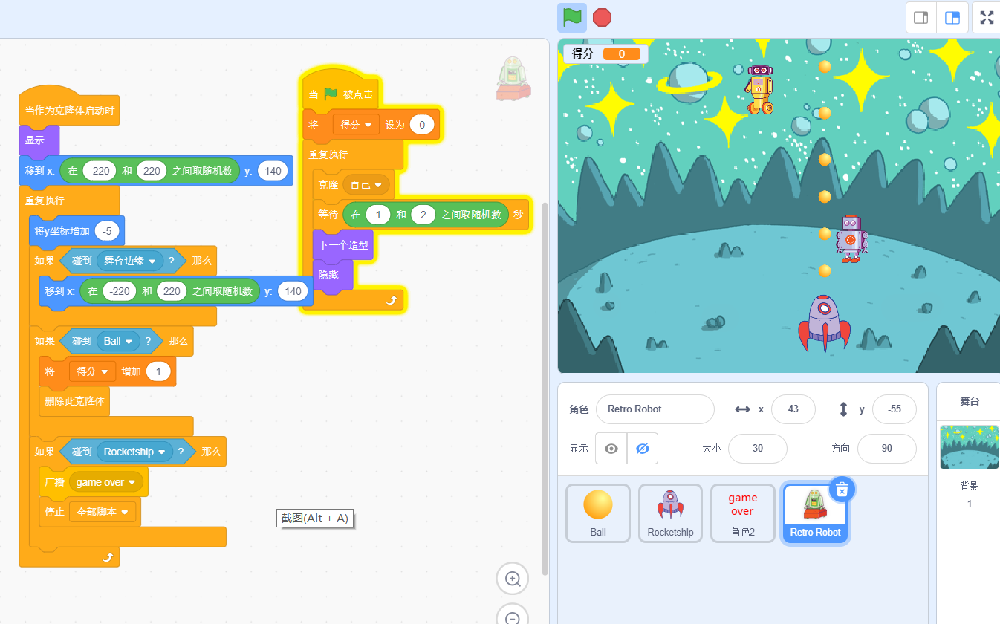 当作为克隆体启动时
显示
移到 x: 在 -220 和 220 之间取随机数 y: 140
重复执行
将y坐标增加 -5
如果 碰到 舞台边缘 ? 那么
移到 x: 在 -220 和 220 之间取随机数 y: 140
如果 碰到 Ball ? 那么
将 得分 增加 1
删除此克隆体
如果 碰到 Rocketship ? 那么
广播 game over
停止 全部脚本
当 被点击
将 得分 设为 0
重复执行
克隆 自己
等待 在 1 和 2 之间取随机数 秒
下一个造型
隐藏
截图(Alt + A)
得分 0
角色 Retro Robot x 43 y -55
显示 大小 30 方向 90
Ball
Rocketship
game
over
角色2
Retro Robot
舞台
背景
1